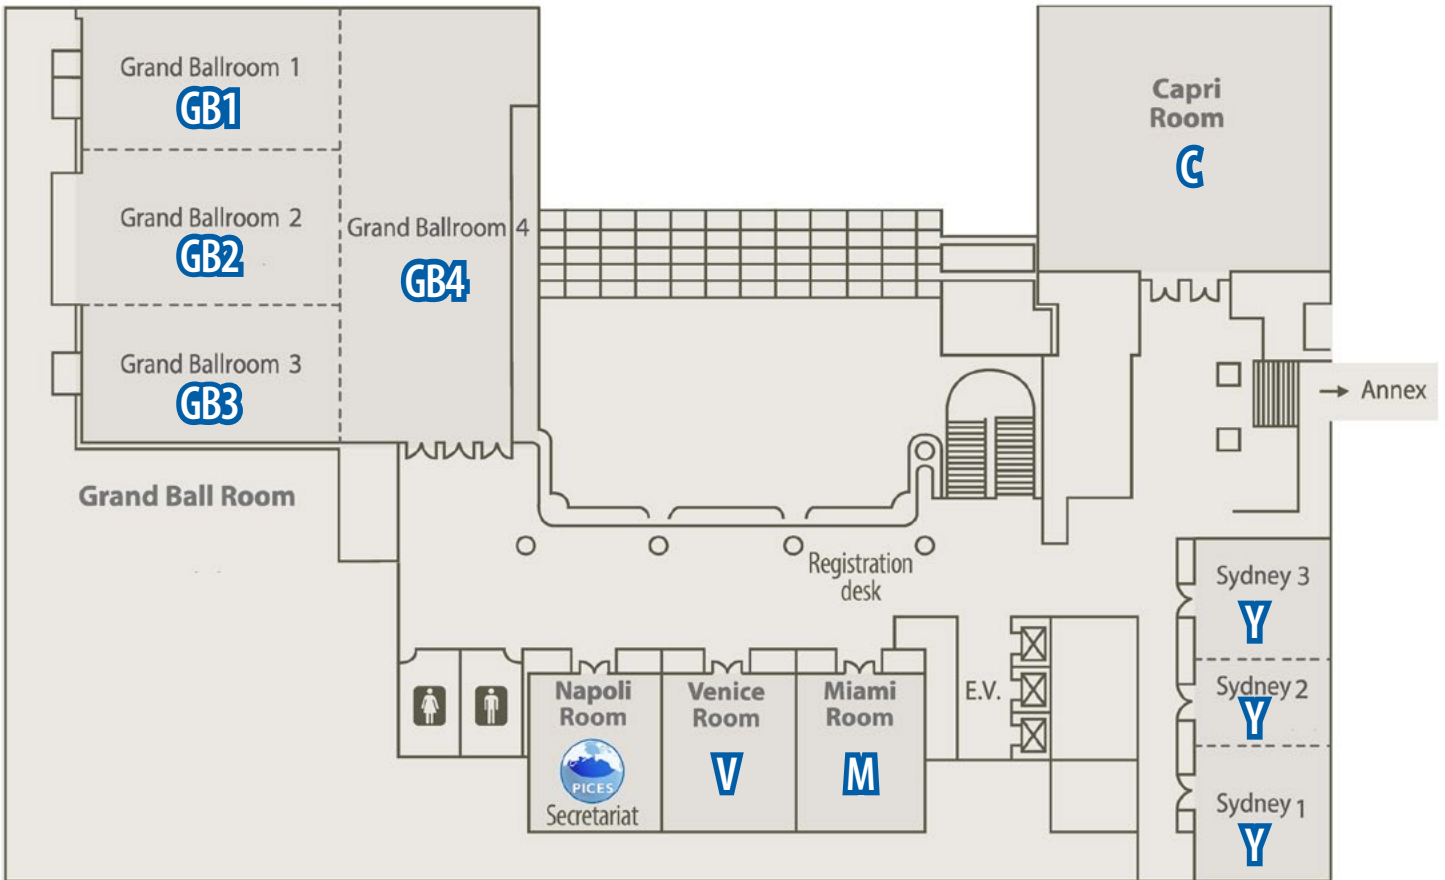 Grand Ballroom 1
GB1
Grand Ballroom 2
GB2
Grand Ballroom 3
GB3
Grand Ballroom 4
GB4
Grand Ball Room
Capri
Room
C
→ Annex
Registration
desk
Napoli
Room
PICES
Secretariat
Venice
Room
V
Miami
Room
M
E.V.
Sydney 3
Y
Sydney 2
Y
Sydney 1
Y